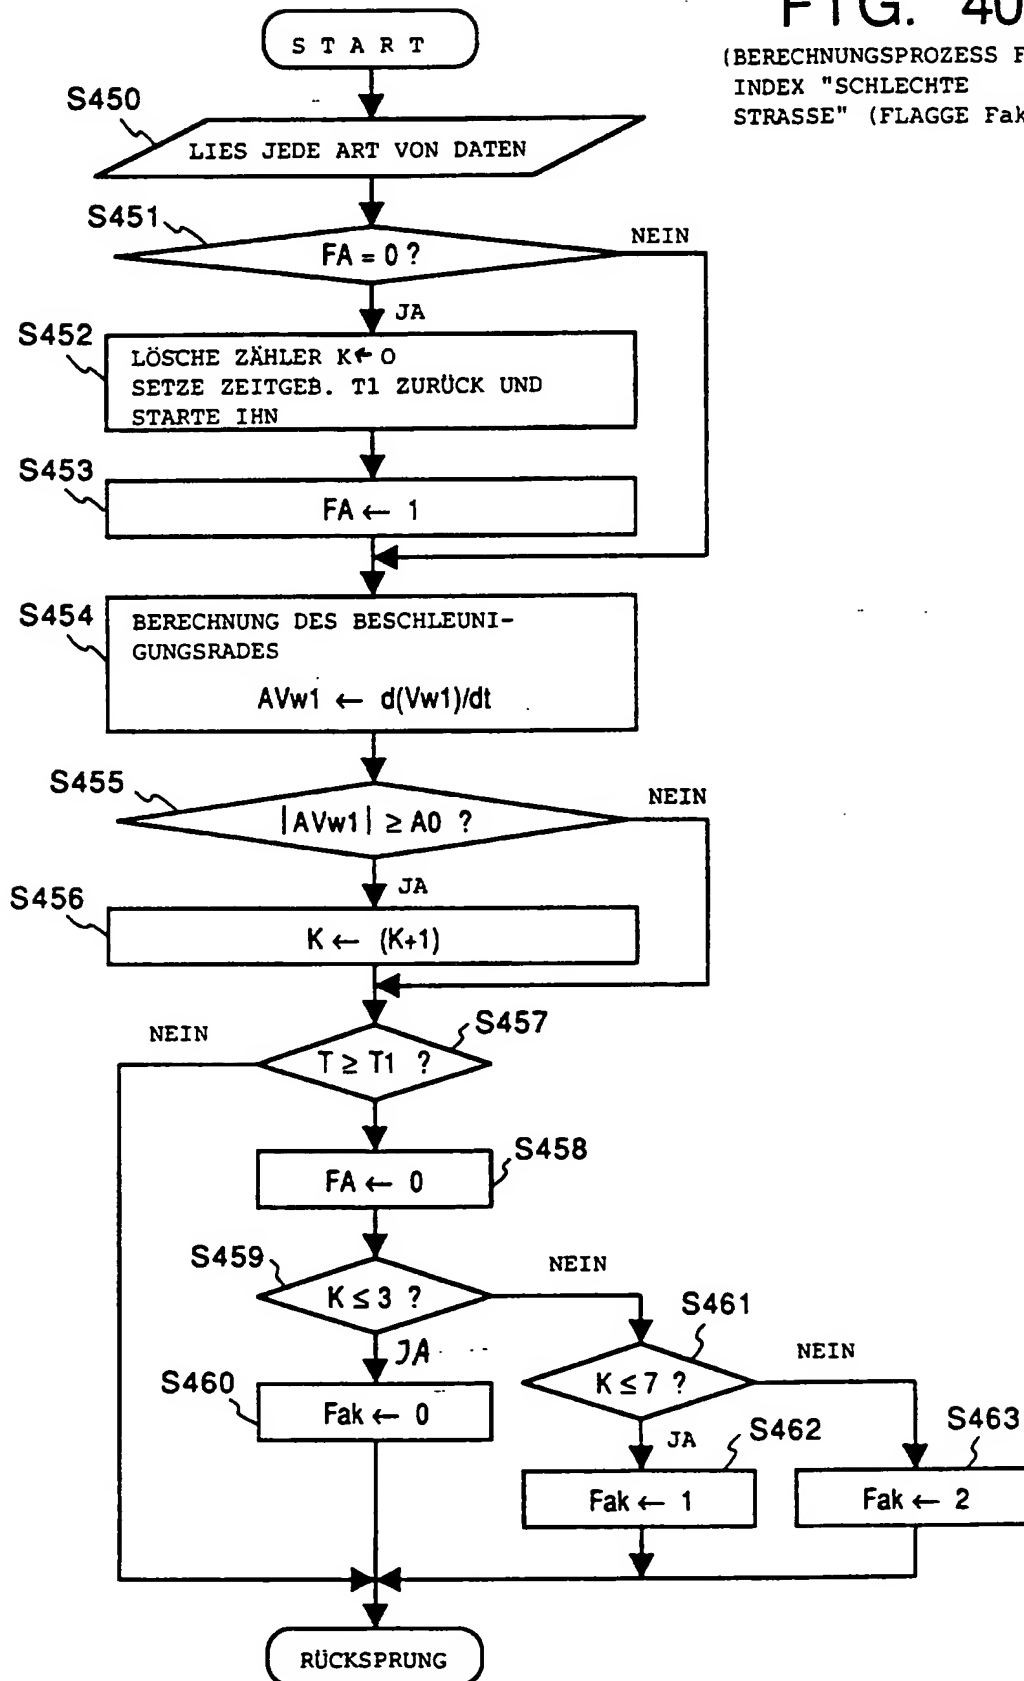 FIG. 40
(BERECHNUNGSPROZESS F
INDEX "SCHLECHTE
STRASSE" (FLAGGE Fak
START
S450
LIES JEDE ART VON DATEN
S451
FA = 0 ?
NEIN
JA
S452
LÖSCHE ZÄHLER K ← 0
SETZE ZEITGEB. T1 ZURÜCK UND
STARTE IHN
S453
FA ← 1
S454
BERECHNUNG DES BESCHLEUNI-
GUNGSRADES
AVw1 ← d(Vw1)/dt
S455
|AVw1| ≥ A0 ?
NEIN
JA
S456
K ← (K+1)
S457
NEIN
T ≥ T1 ?
S458
FA ← 0
S459
K ≤ 3 ?
NEIN
JA
S460
Fak ← 0
S461
K ≤ 7 ?
NEIN
JA
S462
Fak ← 1
S463
Fak ← 2
RÜCKSPRUNG